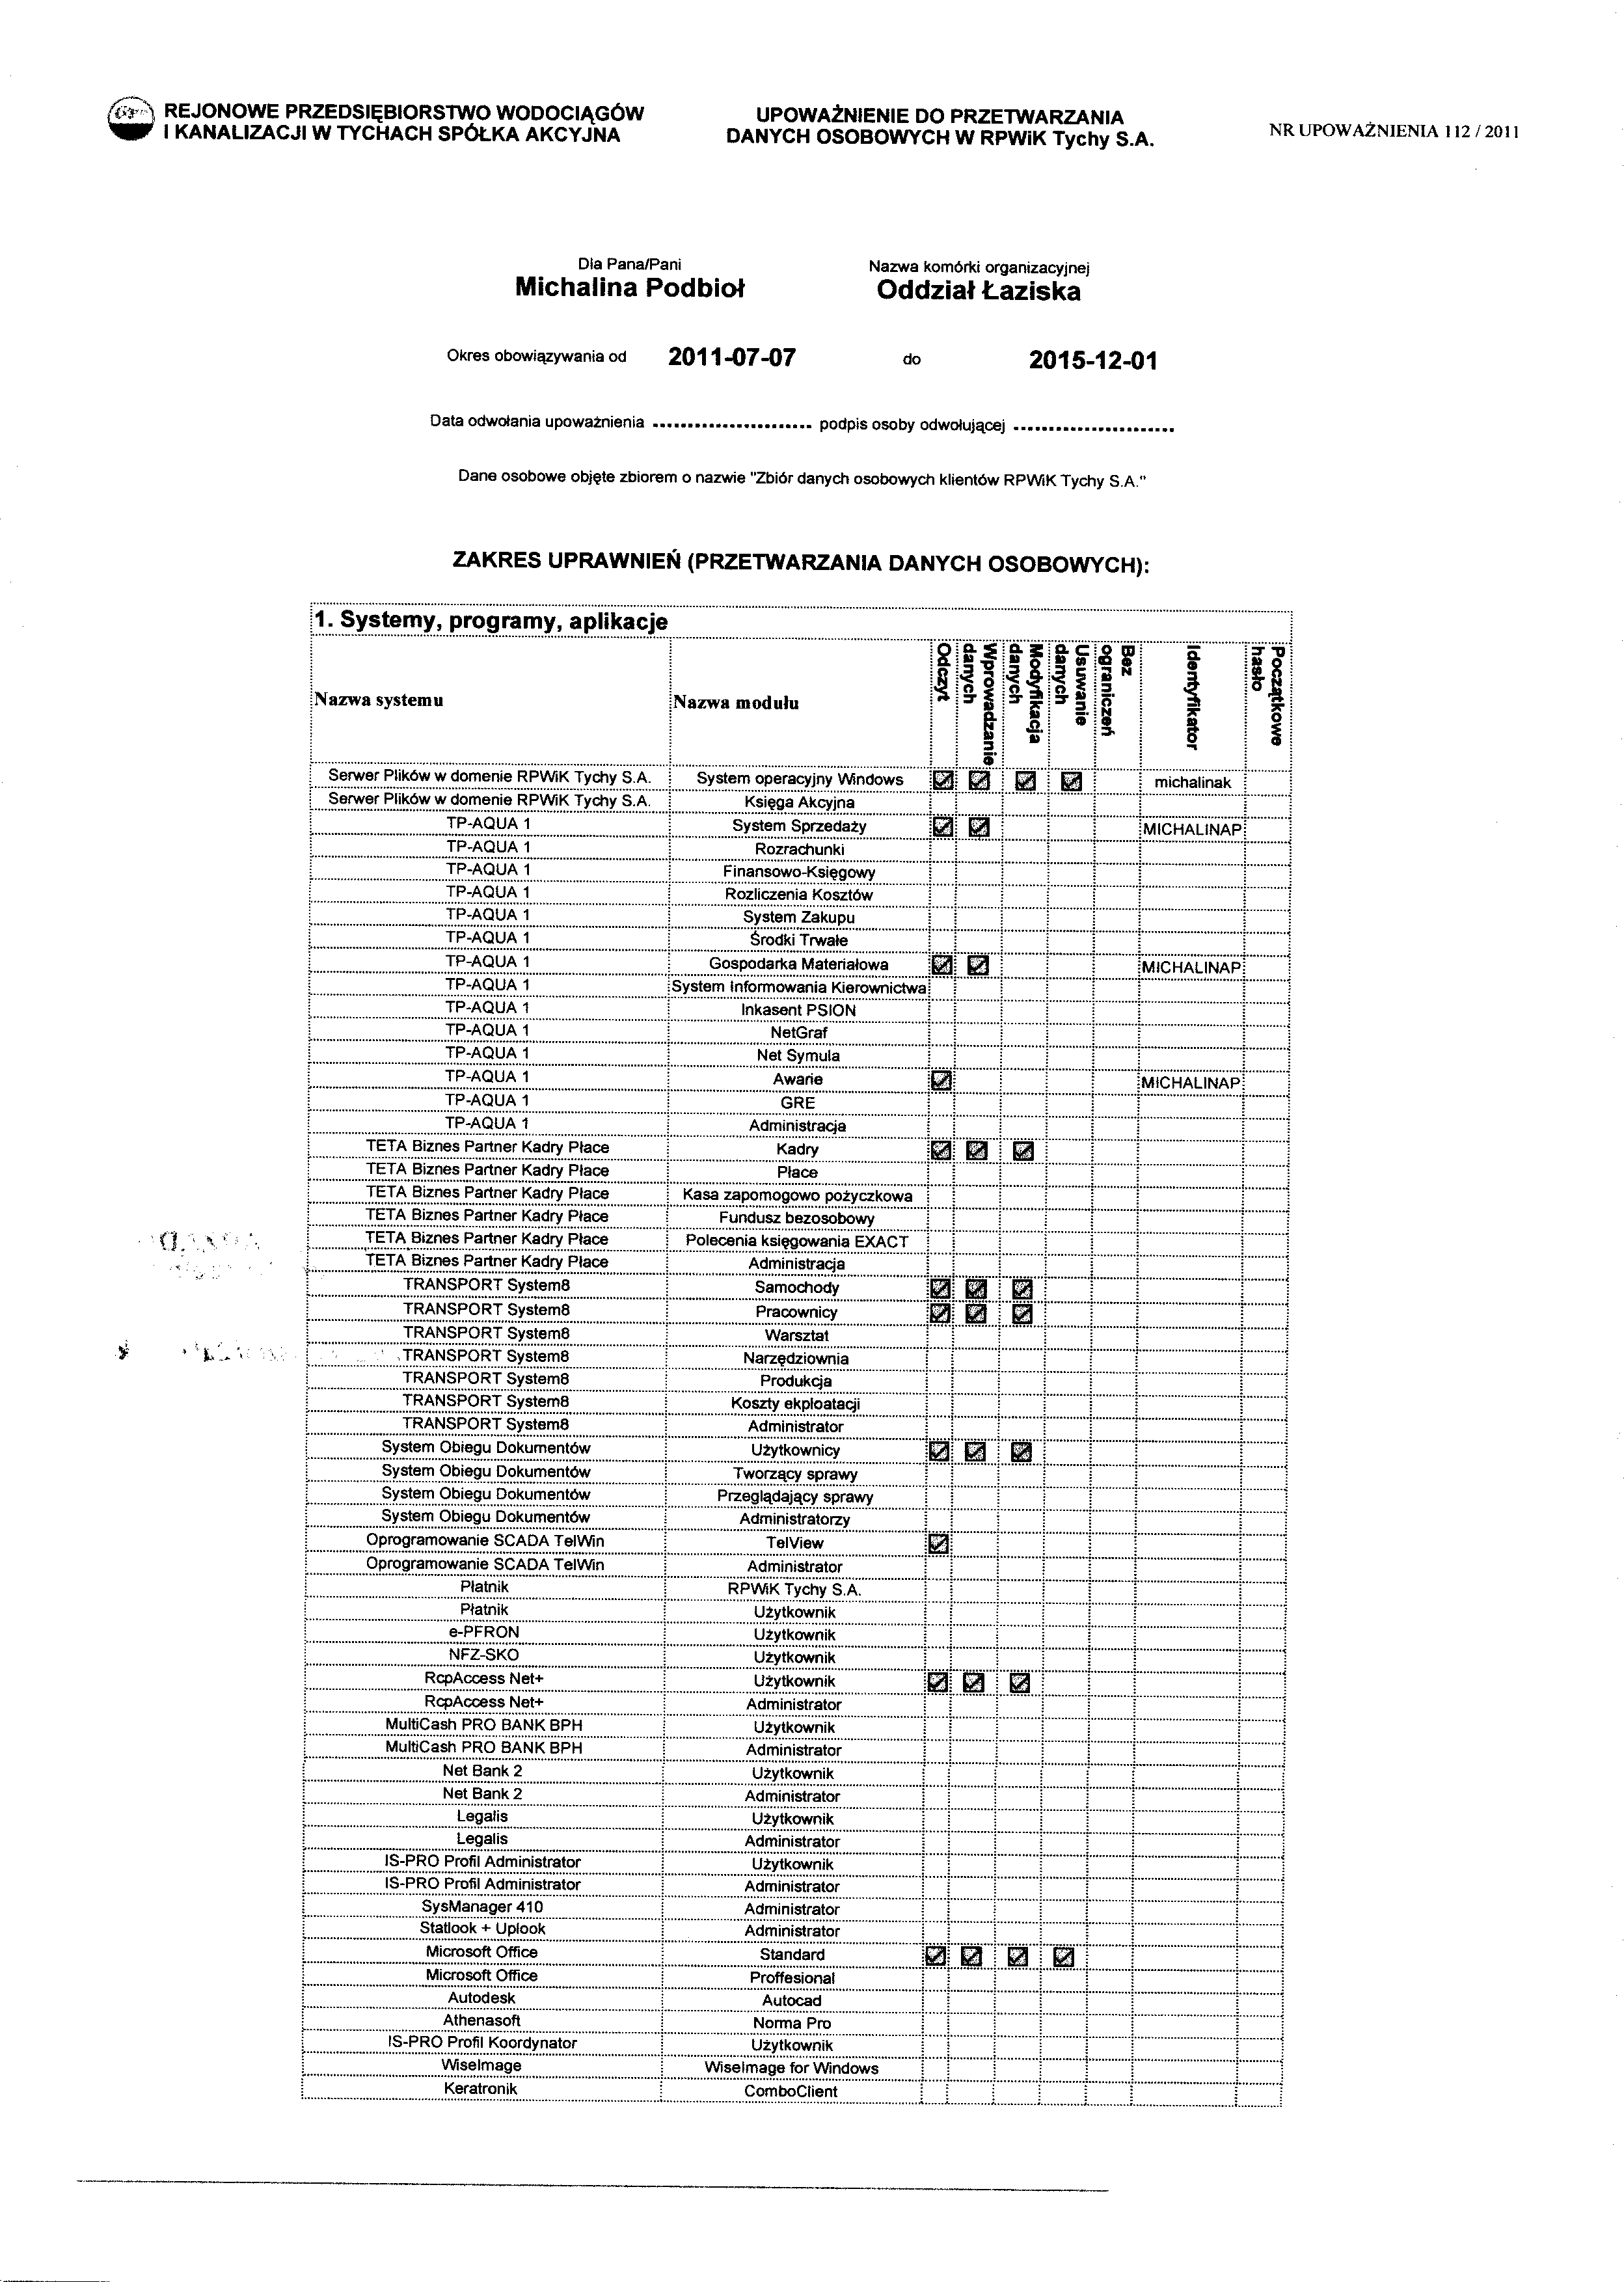 REJONOWE PRZEDSIĘBIORSTWO WODOCIĄGÓW
I KANALIZACJI W TYCHACH SPÓŁKA AKCYJNA
UPOWAŻNIENIE DO PRZETWARZANIA
DANYCH OSOBOWYCH W RPWiK Tychy S.A.
NR UPOWAŻNIENIA 112 / 2011
Dla Pana/Pani
Michalina Podbioł
Nazwa komórki organizacyjnej
Oddział Łaziska
Okres obowiązywania od 2011-07-07 do 2015-12-01
Data odwołania upoważnienia ....................... podpis osoby odwołującej .......................
Dane osobowe objęte zbiorem o nazwie "Zbiór danych osobowych klientów RPWiK Tychy S.A."
ZAKRES UPRAWNIEŃ (PRZETWARZANIA DANYCH OSOBOWYCH):
1. Systemy, programy, aplikacje
Nazwa systemu Nazwa modułu Odczyt Wprowadzanie danych Modyfikacja danych Usuwanie danych Bez ograniczeń Identyfikator Początkowe hasło
Serwer Plików w domenie RPWiK Tychy S.A. System operacyjny Windows ☑ ☑ ☑ ☑ michalinak
Serwer Plików w domenie RPWiK Tychy S.A. Księga Akcyjna
TP-AQUA 1 System Sprzedaży ☑ ☑ MICHALINAP
TP-AQUA 1 Rozrachunki
TP-AQUA 1 Finansowo-Księgowy
TP-AQUA 1 Rozliczenia Kosztów
TP-AQUA 1 System Zakupu
TP-AQUA 1 Środki Trwałe
TP-AQUA 1 Gospodarka Materiałowa ☑ ☑ MICHALINAP
TP-AQUA 1 System Informowania Kierownictwa
TP-AQUA 1 Inkasent PSION
TP-AQUA 1 NetGraf
TP-AQUA 1 Net Symula
TP-AQUA 1 Awarie ☑ MICHALINAP
TP-AQUA 1 GRE
TP-AQUA 1 Administracja
TETA Biznes Partner Kadry Płace Kadry ☑ ☑ ☑
TETA Biznes Partner Kadry Płace Płace
TETA Biznes Partner Kadry Płace Kasa zapomogowo pożyczkowa
TETA Biznes Partner Kadry Płace Fundusz bezosobowy
TETA Biznes Partner Kadry Płace Polecenia księgowania EXACT
TETA Biznes Partner Kadry Płace Administracja
TRANSPORT System8 Samochody ☑ ☑ ☑
TRANSPORT System8 Pracownicy ☑ ☑ ☑
TRANSPORT System8 Warsztat
TRANSPORT System8 Narzędziownia
TRANSPORT System8 Produkcja
TRANSPORT System8 Koszty ekploatacji
TRANSPORT System8 Administrator
System Obiegu Dokumentów Użytkownicy ☑ ☑ ☑
System Obiegu Dokumentów Tworzący sprawy
System Obiegu Dokumentów Przeglądający sprawy
System Obiegu Dokumentów Administratorzy
Oprogramowanie SCADA TelWin TelView ☑
Oprogramowanie SCADA TelWin Administrator
Płatnik RPWiK Tychy S.A.
Płatnik Użytkownik
e-PFRON Użytkownik
NFZ-SKO Użytkownik
RcpAccess Net+ Użytkownik ☑ ☑ ☑
RcpAccess Net+ Administrator
MultiCash PRO BANK BPH Użytkownik
MultiCash PRO BANK BPH Administrator
Net Bank 2 Użytkownik
Net Bank 2 Administrator
Legalis Użytkownik
Legalis Administrator
IS-PRO Profil Administrator Użytkownik
IS-PRO Profil Administrator Administrator
SysManager 410 Administrator
Statlook + Uplook Administrator
Microsoft Office Standard ☑ ☑ ☑ ☑
Microsoft Office Proffesional
Autodesk Autocad
Athenasoft Norma Pro
IS-PRO Profil Koordynator Użytkownik
WiseImage WiseImage for Windows
Keratronik ComboClient